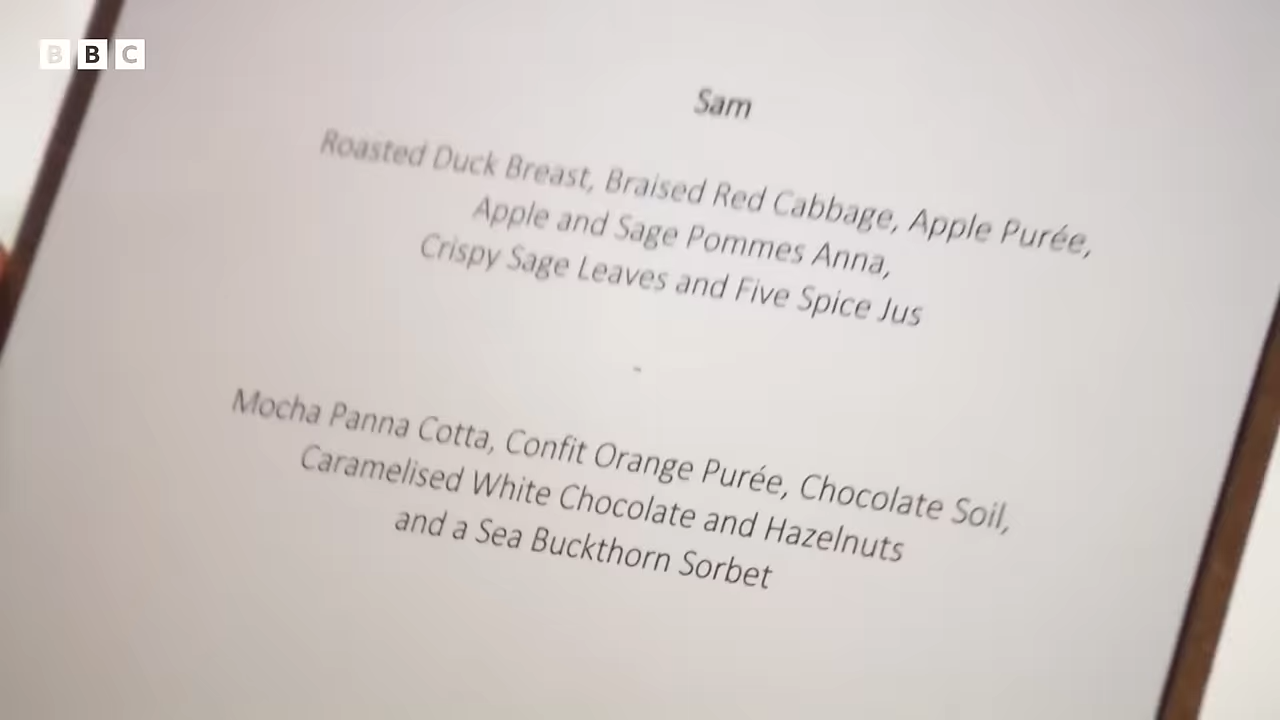 BBC
Sam
Roasted Duck Breast, Braised Red Cabbage, Apple Purée,
Apple and Sage Pommes Anna,
Crispy Sage Leaves and Five Spice Jus
-
Mocha Panna Cotta, Confit Orange Purée, Chocolate Soil,
Caramelised White Chocolate and Hazelnuts
and a Sea Buckthorn Sorbet